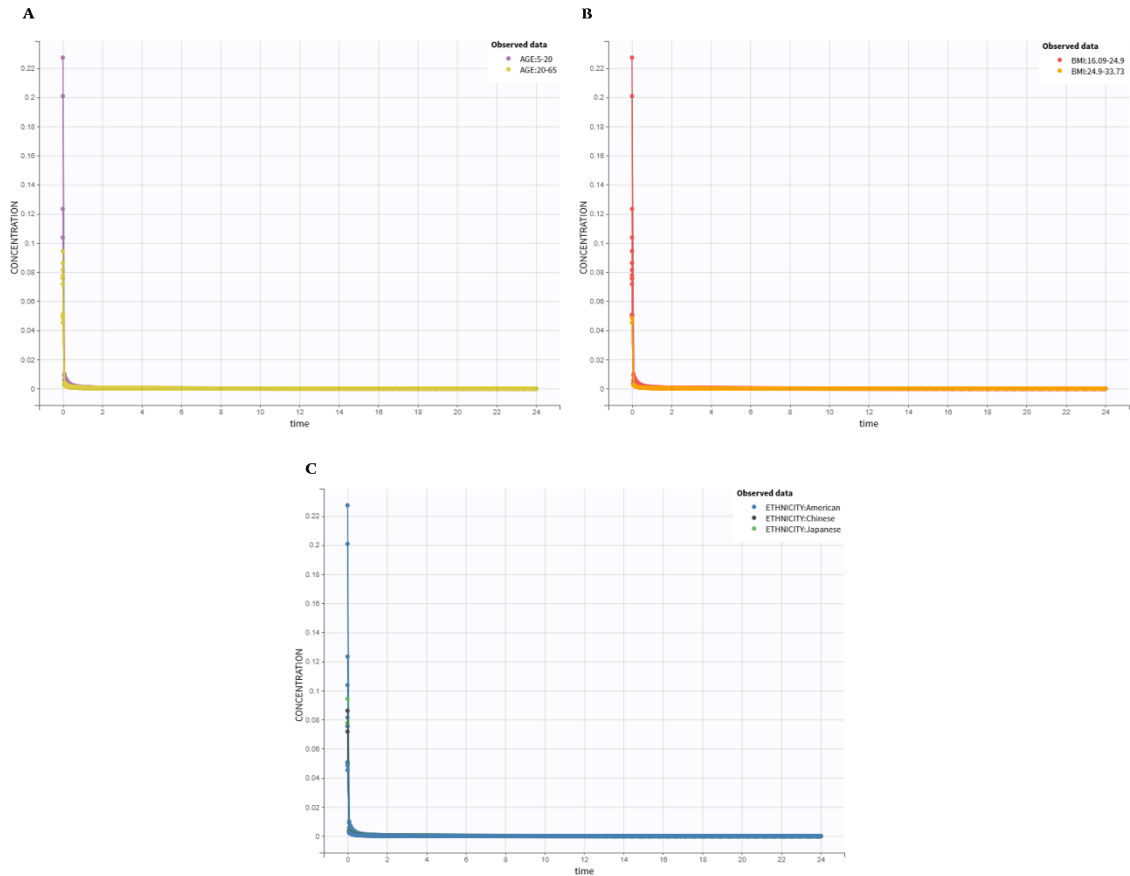 A
Observed data
AGE:5-20
AGE:20-65
0.22
0.2
0.18
0.16
0.14
0.12
0.1
0.08
0.06
0.04
0.02
0
CONCENTRATION
0 2 4 6 8 10 12 14 16 18 20 22 24
time
B
Observed data
BMI:16.09-24.9
BMI:24.9-33.73
0.22
0.2
0.18
0.16
0.14
0.12
0.1
0.08
0.06
0.04
0.02
0
CONCENTRATION
0 2 4 6 8 10 12 14 16 18 20 22 24
time
C
Observed data
ETHNICITY:American
ETHNICITY:Chinese
ETHNICITY:Japanese
0.22
0.2
0.18
0.16
0.14
0.12
0.1
0.08
0.06
0.04
0.02
0
CONCENTRATION
0 2 4 6 8 10 12 14 16 18 20 22 24
time